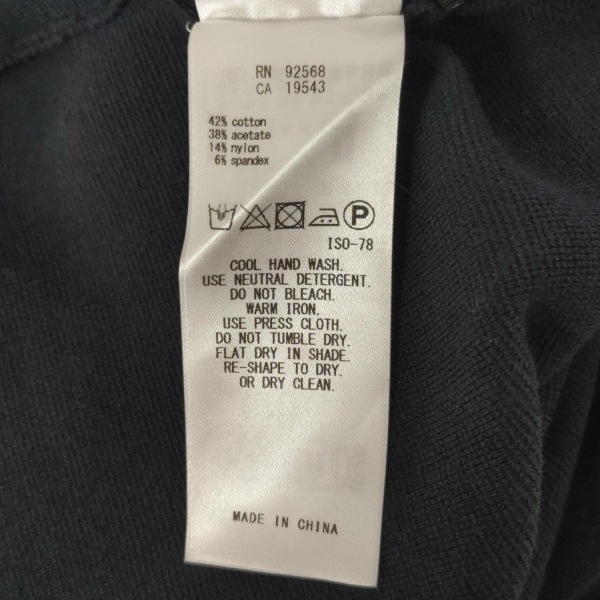 RN 92568
CA 19543
42% cotton
38% acetate
14% nylon
6% spandex
P
ISO-78
COOL HAND WASH.
USE NEUTRAL DETERGENT.
DO NOT BLEACH.
WARM IRON.
USE PRESS CLOTH.
DO NOT TUMBLE DRY.
FLAT DRY IN SHADE.
RE-SHAPE TO DRY.
OR DRY CLEAN.
MADE IN CHINA